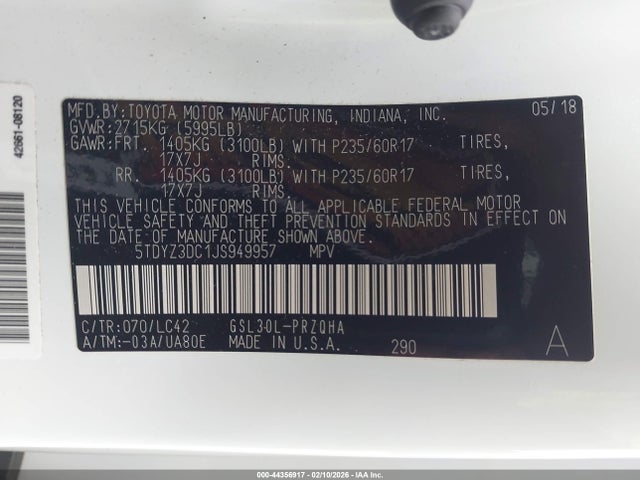 42661-08120
MFD.BY:TOYOTA MOTOR MANUFACTURING, INDIANA, INC. 05/18
GVWR:2715KG (5995LB)
GAWR:FRT. 1405KG (3100LB) WITH P235/60R17 TIRES,
17X7J RIMS.
RR. 1405KG (3100LB) WITH P235/60R17 TIRES,
17X7J RIMS.
THIS VEHICLE CONFORMS TO ALL APPLICABLE FEDERAL MOTOR
VEHICLE SAFETY AND THEFT PREVENTION STANDARDS IN EFFECT ON
THE DATE OF MANUFACTURE SHOWN ABOVE.
5TDYZ3DC1JS949957 MPV
C/TR:070/LC42 GSL30L-PRZQHA
A/TM:-03A/UA80E MADE IN U.S.A. 290 A
000-44356917 - 02/10/2026 - IAA Inc.